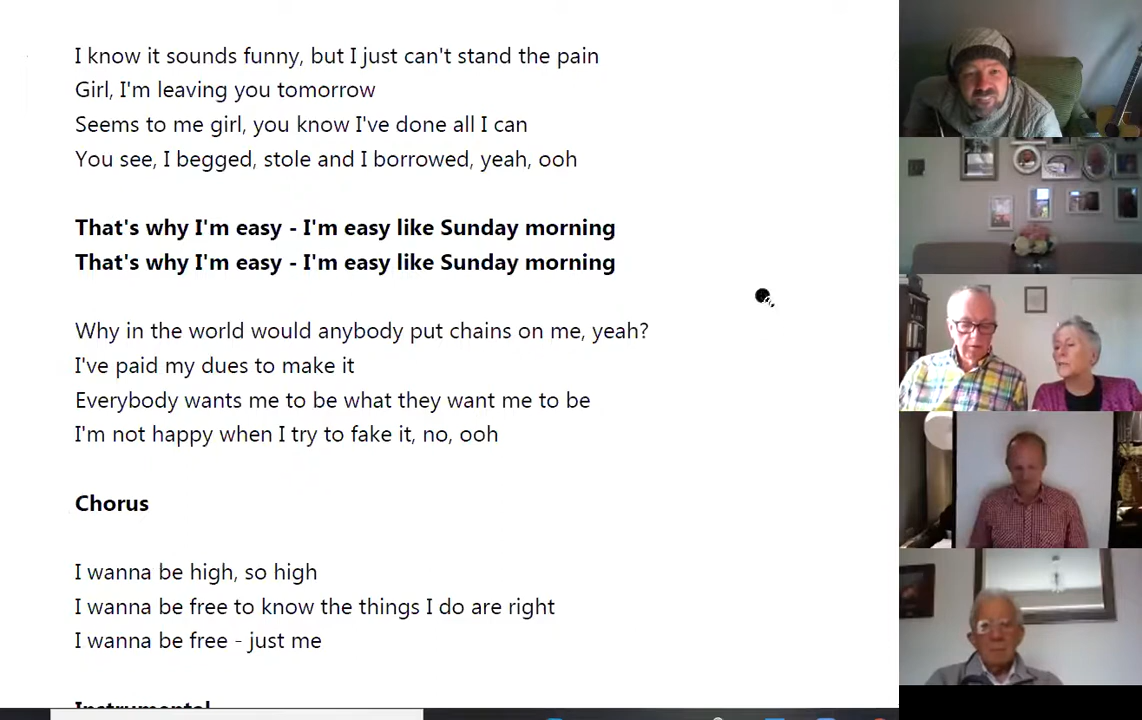 I know it sounds funny, but I just can't stand the pain
Girl, I'm leaving you tomorrow
Seems to me girl, you know I've done all I can
You see, I begged, stole and I borrowed, yeah, ooh
That's why I'm easy - I'm easy like Sunday morning
That's why I'm easy - I'm easy like Sunday morning
Why in the world would anybody put chains on me, yeah?
I've paid my dues to make it
Everybody wants me to be what they want me to be
I'm not happy when I try to fake it, no, ooh
Chorus
I wanna be high, so high
I wanna be free to know the things I do are right
I wanna be free - just me
Instrumental